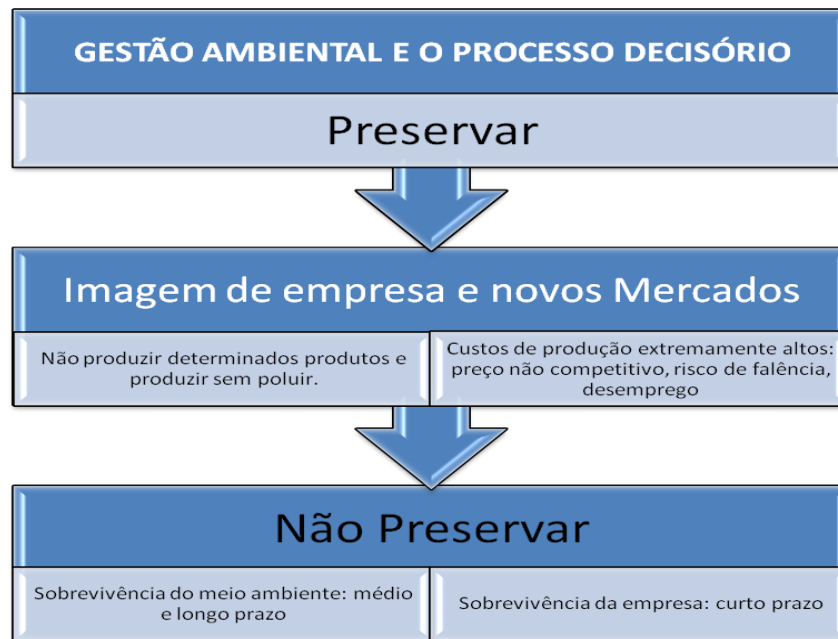 GESTÃO AMBIENTAL E O PROCESSO DECISÓRIO
Preservar
Imagem de empresa e novos Mercados
Não produzir determinados produtos e
produzir sem poluir.
Custos de produção extremamente altos:
preço não competitivo, risco de falência,
desemprego
Não Preservar
Sobrevivência do meio ambiente: médio
e longo prazo
Sobrevivência da empresa: curto prazo